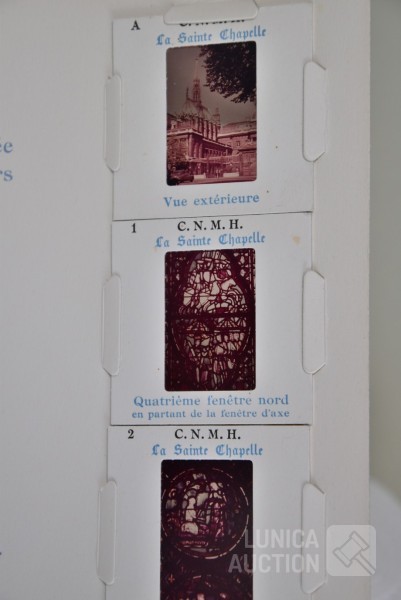 A
C. N. M. H.
La Sainte Chapelle
Vue extérieure
1
C. N. M. H.
La Sainte Chapelle
Quatrième fenêtre nord
en partant de la fenêtre d'axe
2
C. N. M. H.
La Sainte Chapelle
LUNICA
AUCTION